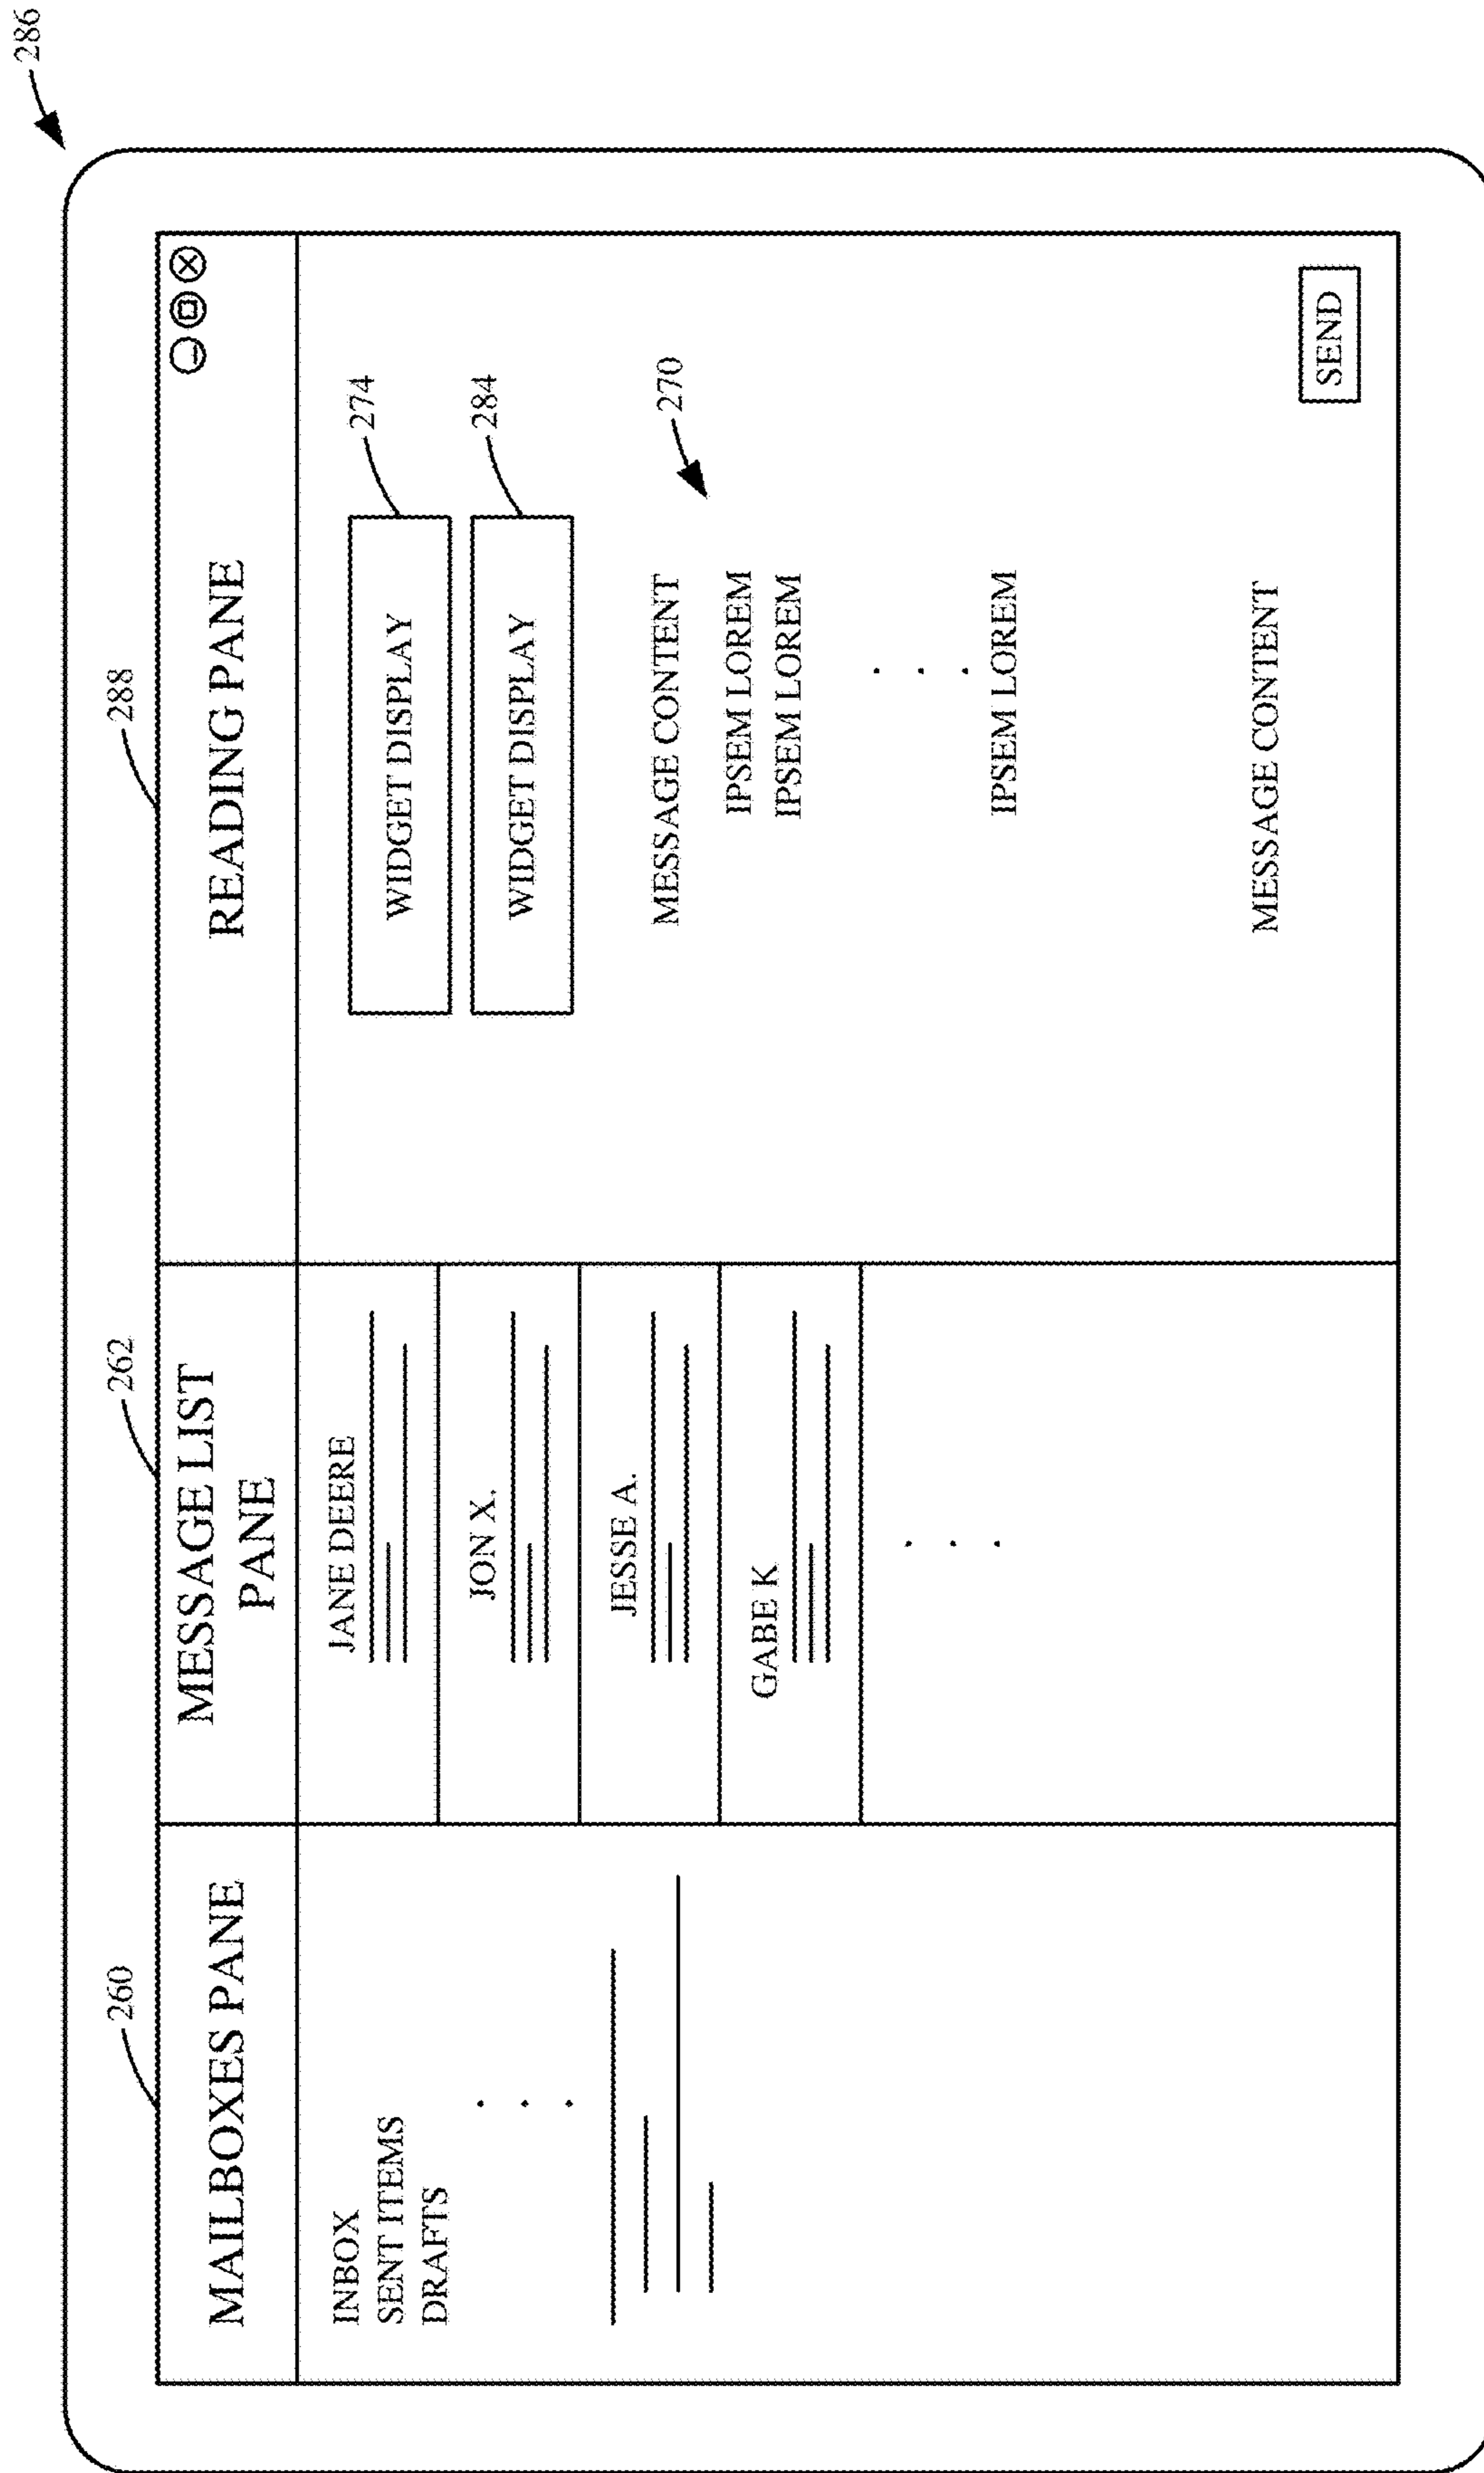 286
260
262
288
MAILBOXES PANE
MESSAGE LIST
PANE
READING PANE
INBOX
SENT ITEMS
DRAFTS
JANE DEERE
JON X.
JESSE A.
GABE K
WIDGET DISPLAY
274
WIDGET DISPLAY
284
MESSAGE CONTENT
270
IPSEM LOREM
IPSEM LOREM
IPSEM LOREM
MESSAGE CONTENT
SEND